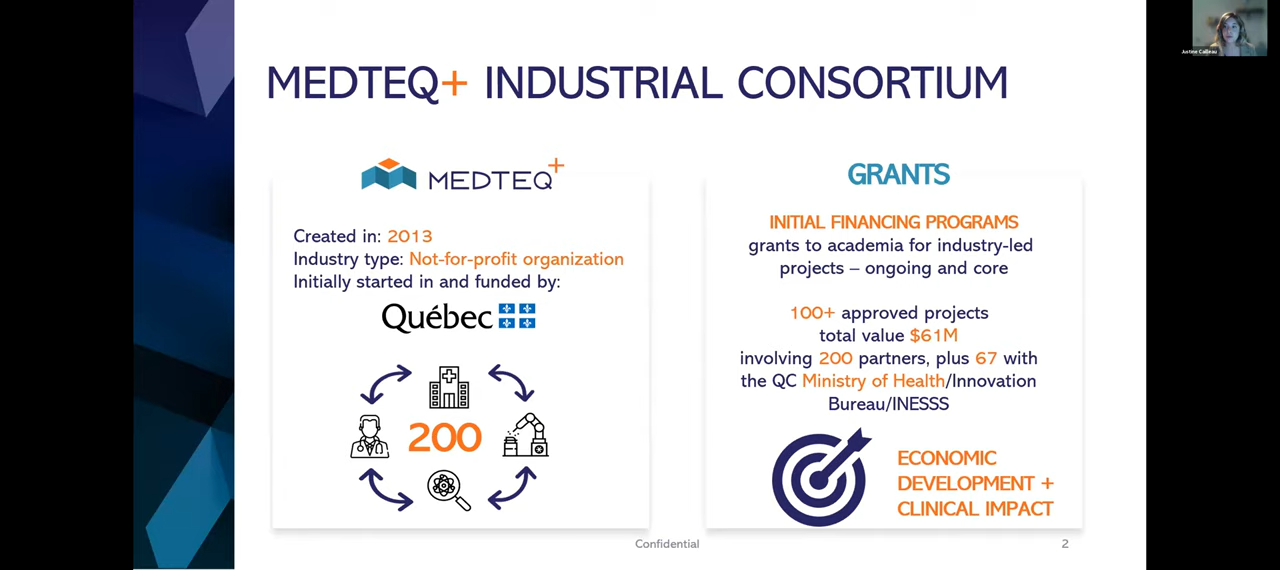 Justine Cailleau
MEDTEQ+ INDUSTRIAL CONSORTIUM
MEDTEQ+
Created in: 2013
Industry type: Not-for-profit organization
Initially started in and funded by:
Québec
200
GRANTS
INITIAL FINANCING PROGRAMS
grants to academia for industry-led
projects – ongoing and core
100+ approved projects
total value $61M
involving 200 partners, plus 67 with
the QC Ministry of Health/Innovation
Bureau/INESSS
ECONOMIC
DEVELOPMENT +
CLINICAL IMPACT
Confidential
2